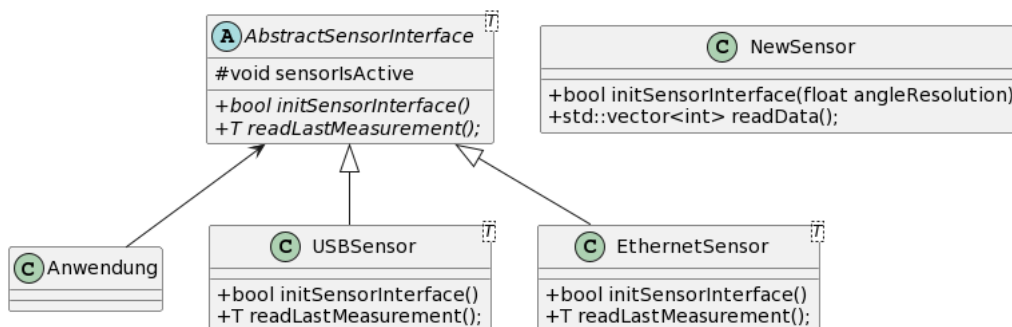 T
A AbstractSensorInterface
#void sensorIsActive
+bool initSensorInterface()
+T readLastMeasurement();
C NewSensor
+bool initSensorInterface(float angleResolution)
+std::vector<int> readData();
C Anwendung
T
C USBSensor
+bool initSensorInterface()
+T readLastMeasurement();
T
C EthernetSensor
+bool initSensorInterface()
+T readLastMeasurement();